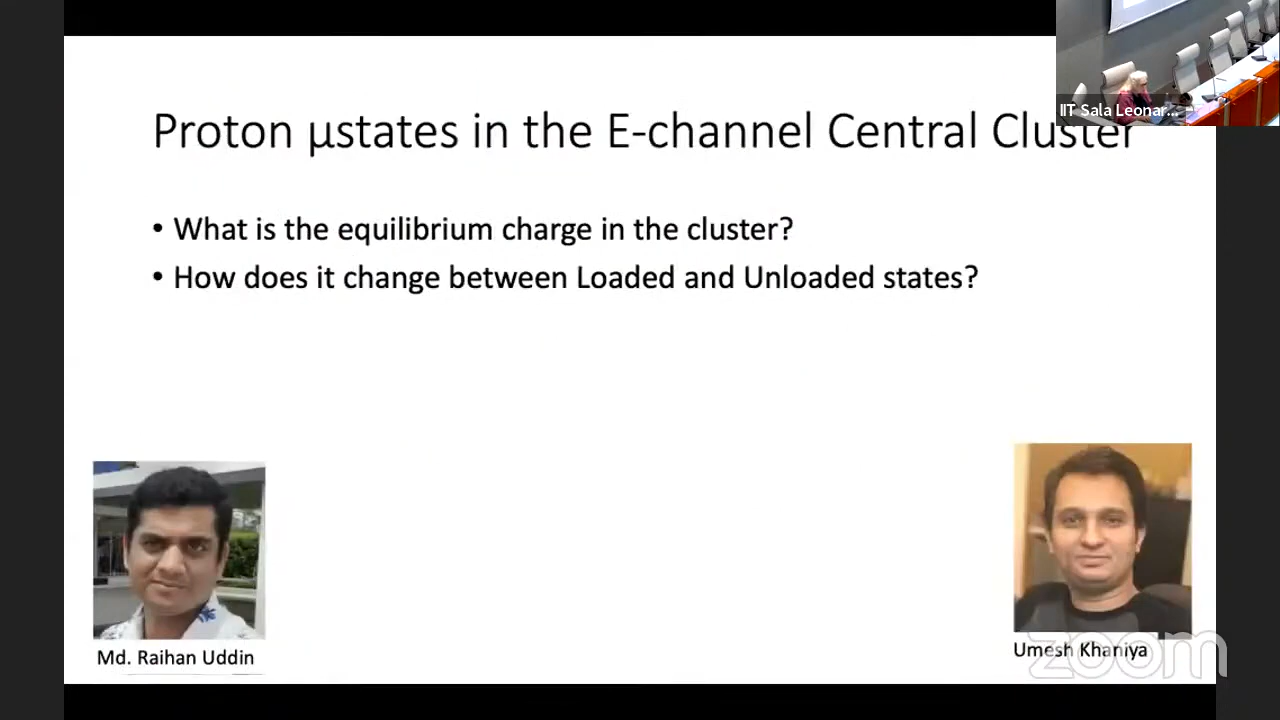 IIT Sala Leonar...
Proton µstates in the E-channel Central Cluster
• What is the equilibrium charge in the cluster?
• How does it change between Loaded and Unloaded states?
Md. Raihan Uddin
Umesh Khaniya
zoom